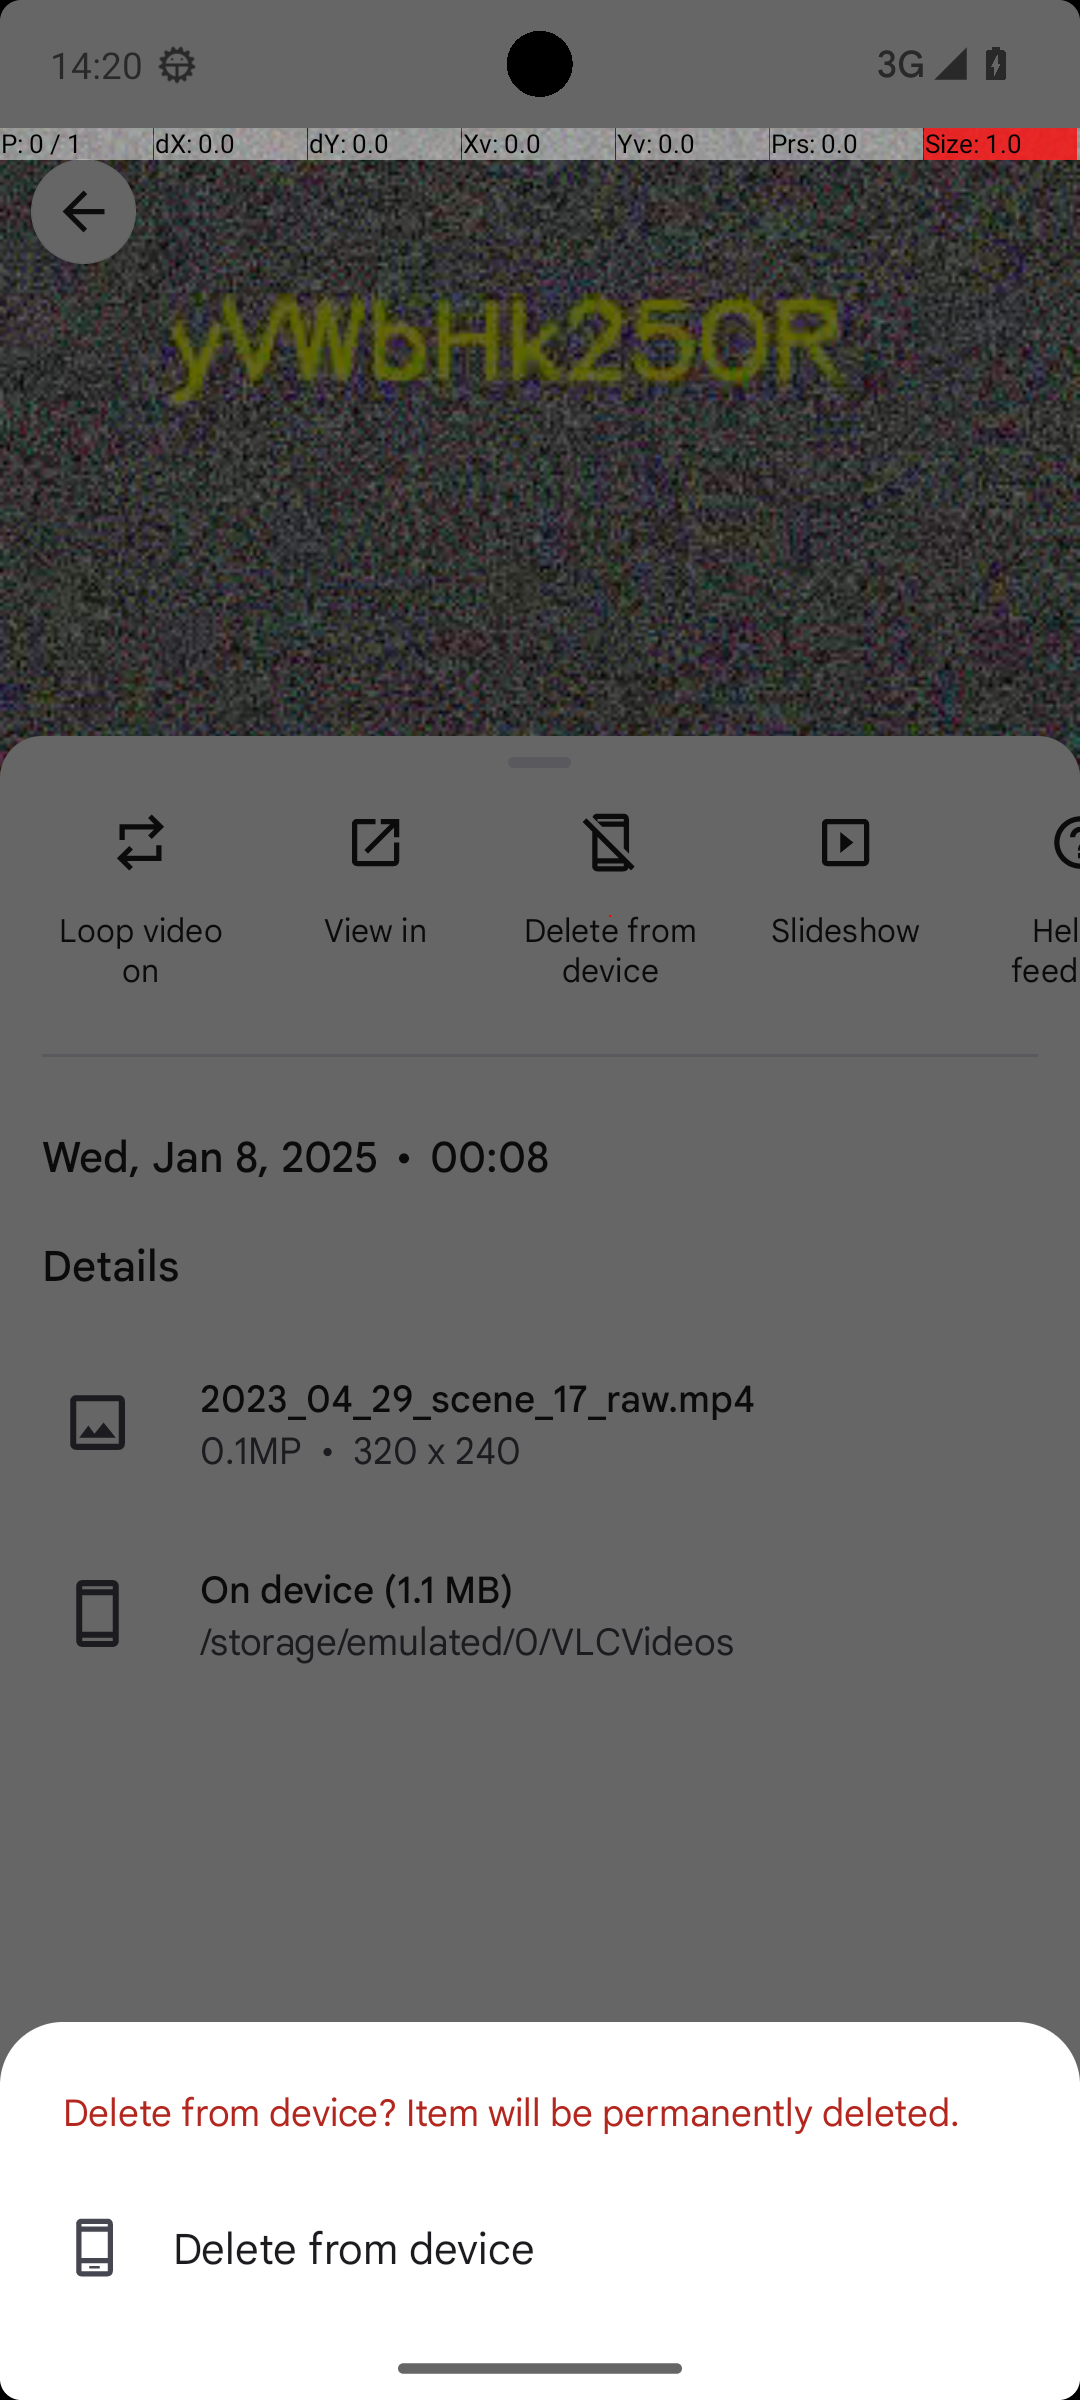 14:20
3G
P: 0 / 1
dX: 0.0
dY: 0.0
Xv: 0.0
Yv: 0.0
Prs: 0.0
Size: 1.0
yVWbHk25OR
Loop video
on
View in
Delete from
device
Slideshow
Hel
feed
Wed, Jan 8, 2025 • 00:08
Details
2023_04_29_scene_17_raw.mp4
0.1MP • 320 x 240
On device (1.1 MB)
/storage/emulated/0/VLCVideos
Delete from device? Item will be permanently deleted.
Delete from device